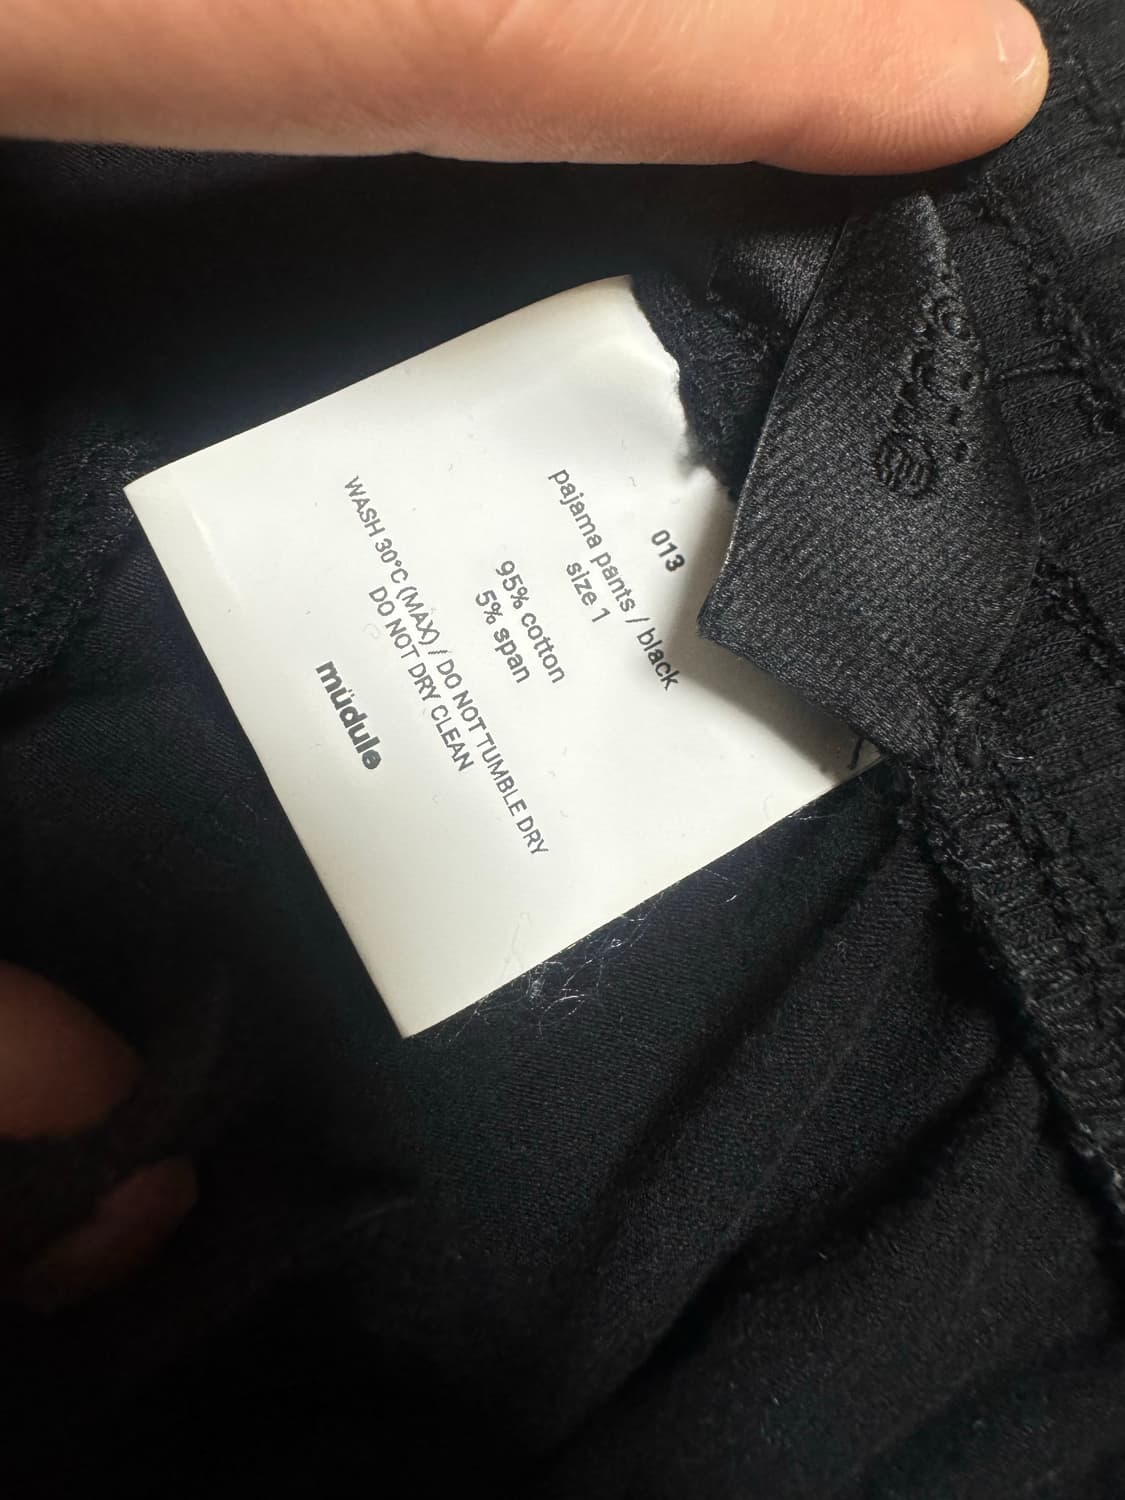 013
pajama pants / black
size 1
95% cotton
5% span
WASH 30°C (MAX) / DO NOT TUMBLE DRY
DO NOT DRY CLEAN
müdule